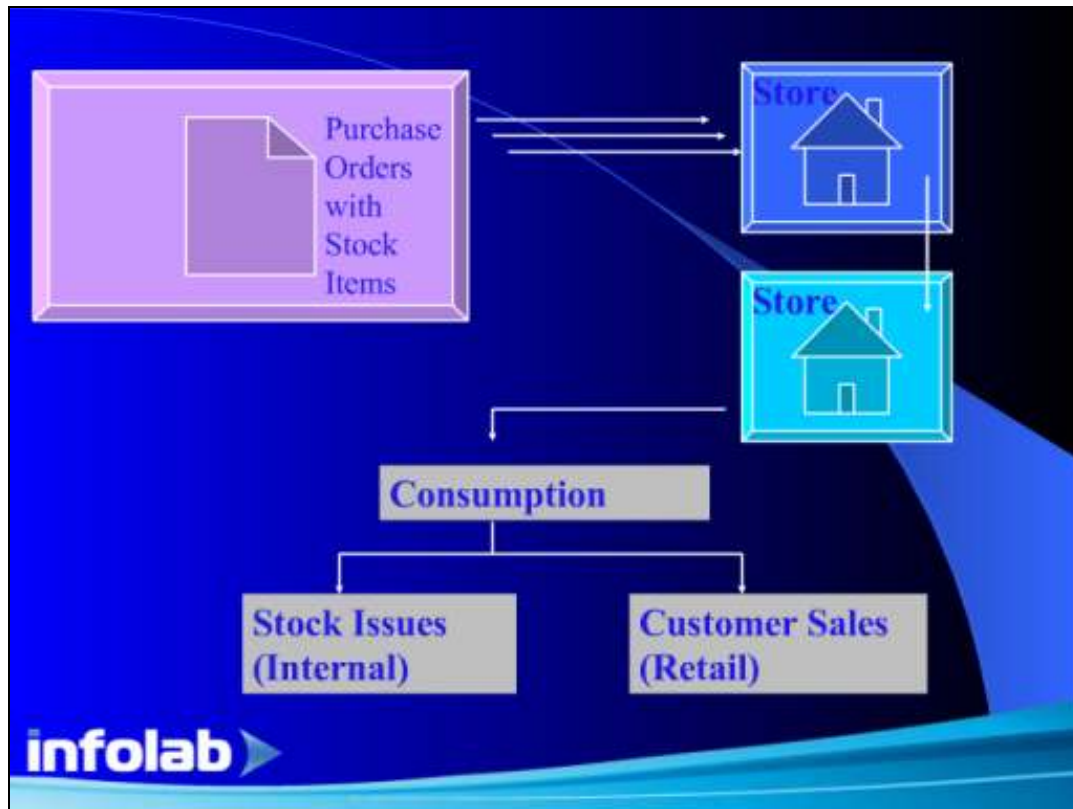 Purchase
Orders
with
Stock
Items
Store
Store
Consumption
Stock Issues
(Internal)
Customer Sales
(Retail)
infolab